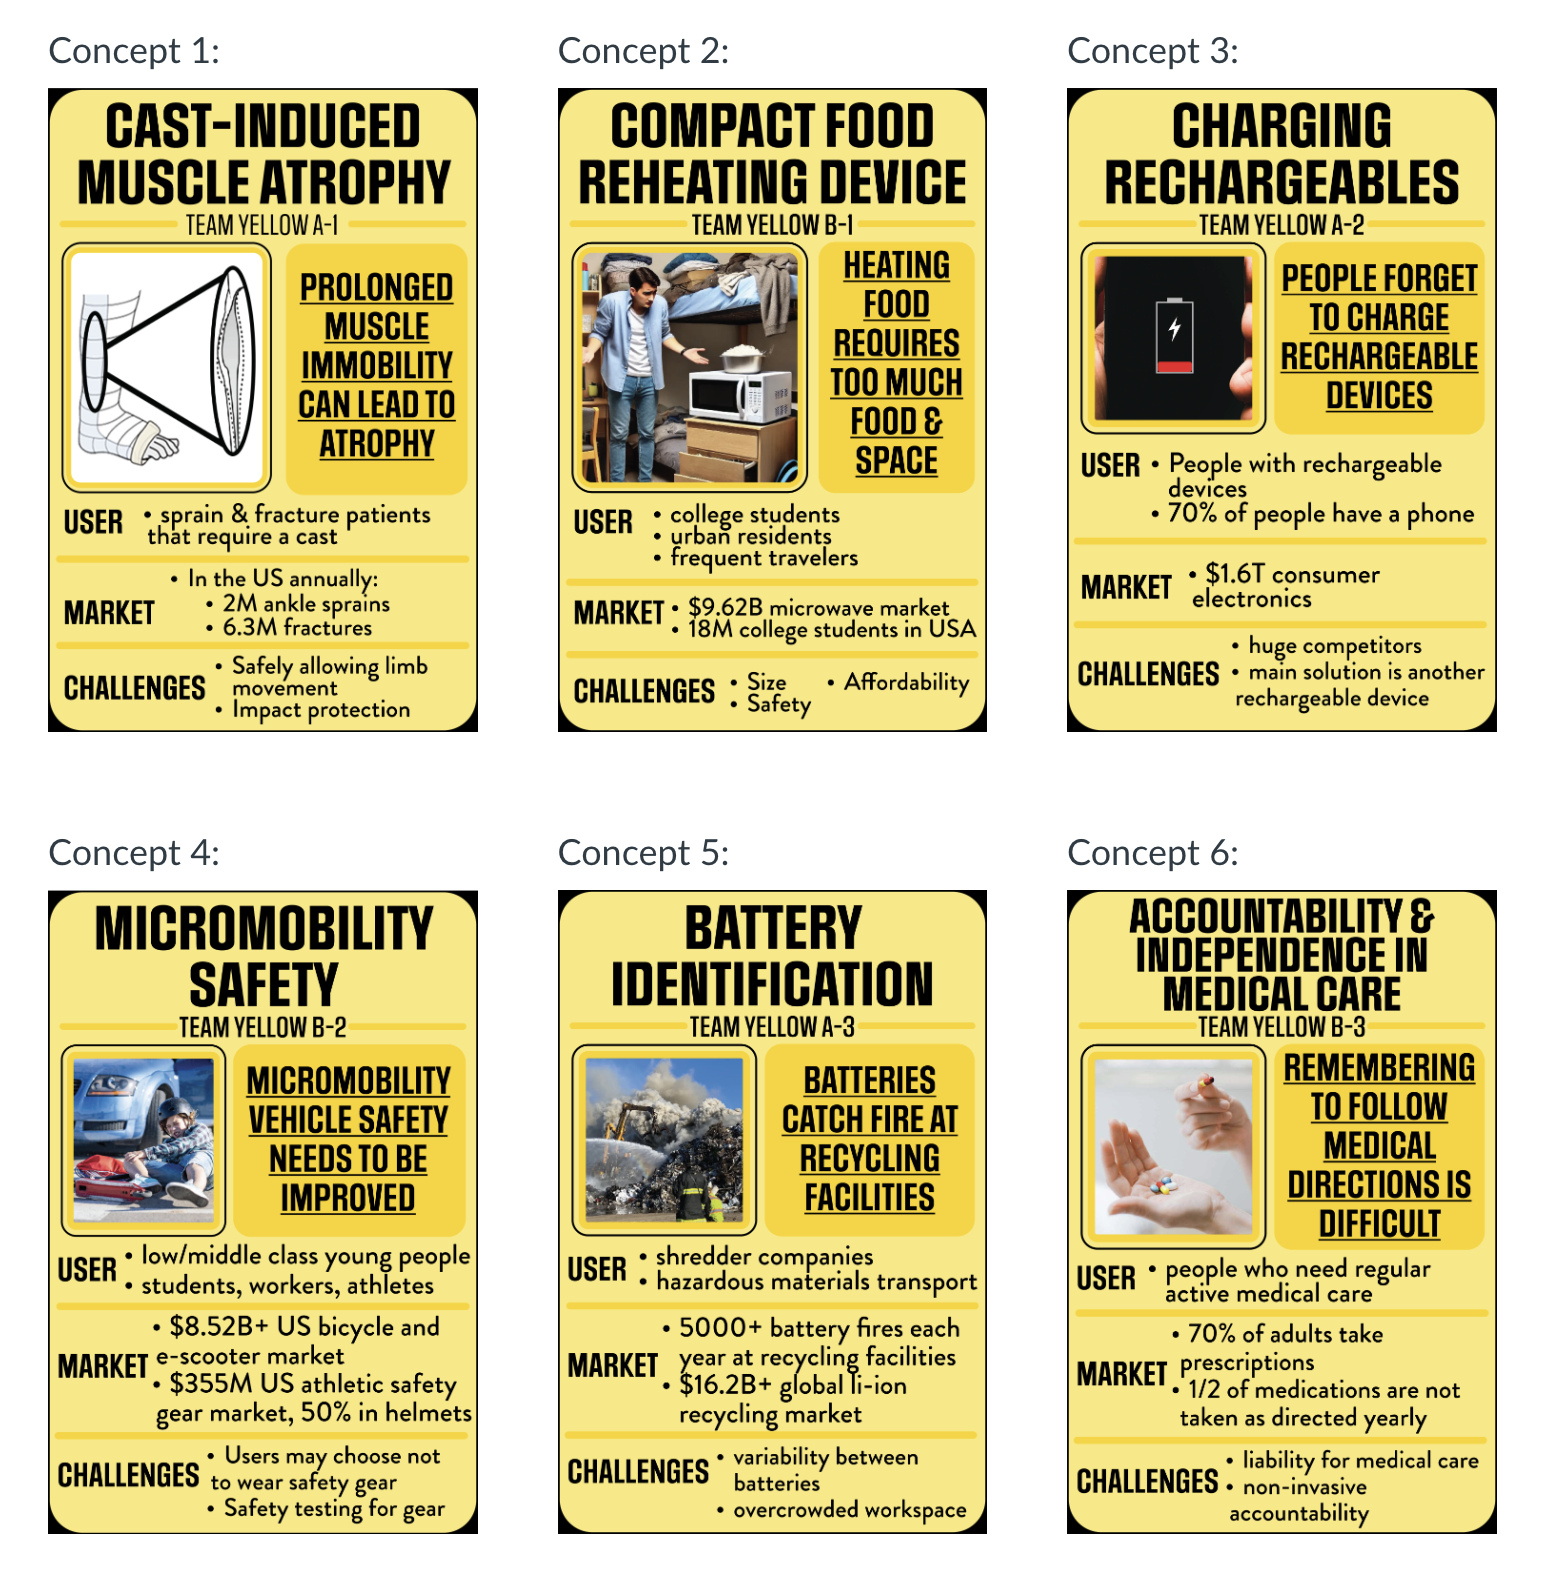 Concept 1:
CAST-INDUCED
MUSCLE ATROPHY
TEAM YELLOW A-1
PROLONGED
MUSCLE
IMMOBILITY
CAN LEAD TO
ATROPHY
USER
• sprain & fracture patients
that require a cast
MARKET
• In the US annually:
• 2M ankle sprains
• 6.3M fractures
CHALLENGES
• Safely allowing limb
movement
• Impact protection
Concept 2:
COMPACT FOOD
REHEATING DEVICE
TEAM YELLOW B-1
HEATING
FOOD
REQUIRES
TOO MUCH
FOOD &
SPACE
USER
• college students
• urban residents
• frequent travelers
MARKET
• $9.62B microwave market
• 18M college students in USA
CHALLENGES
• Size
• Safety
• Affordability
Concept 3:
CHARGING
RECHARGEABLES
TEAM YELLOW A-2
PEOPLE FORGET
TO CHARGE
RECHARGEABLE
DEVICES
USER
• People with rechargeable
devices
• 70% of people have a phone
MARKET
• $1.6T consumer
electronics
CHALLENGES
• huge competitors
• main solution is another
rechargeable device
Concept 4:
MICROMOBILITY
SAFETY
TEAM YELLOW B-2
MICROMOBILITY
VEHICLE SAFETY
NEEDS TO BE
IMPROVED
USER
• low/middle class young people
• students, workers, athletes
MARKET
• $8.52B+ US bicycle and
e-scooter market
• $355M US athletic safety
gear market, 50% in helmets
CHALLENGES
• Users may choose not
to wear safety gear
• Safety testing for gear
Concept 5:
BATTERY
IDENTIFICATION
TEAM YELLOW A-3
BATTERIES
CATCH FIRE AT
RECYCLING
FACILITIES
USER
• shredder companies
• hazardous materials transport
MARKET
• 5000+ battery fires each
year at recycling facilities
• $16.2B+ global li-ion
recycling market
CHALLENGES
• variability between
batteries
• overcrowded workspace
Concept 6:
ACCOUNTABILITY &
INDEPENDENCE IN
MEDICAL CARE
TEAM YELLOW B-3
REMEMBERING
TO FOLLOW
MEDICAL
DIRECTIONS IS
DIFFICULT
USER
• people who need regular
active medical care
MARKET
• 70% of adults take
prescriptions
• 1/2 of medications are not
taken as directed yearly
CHALLENGES
• liability for medical care
• non-invasive
accountability